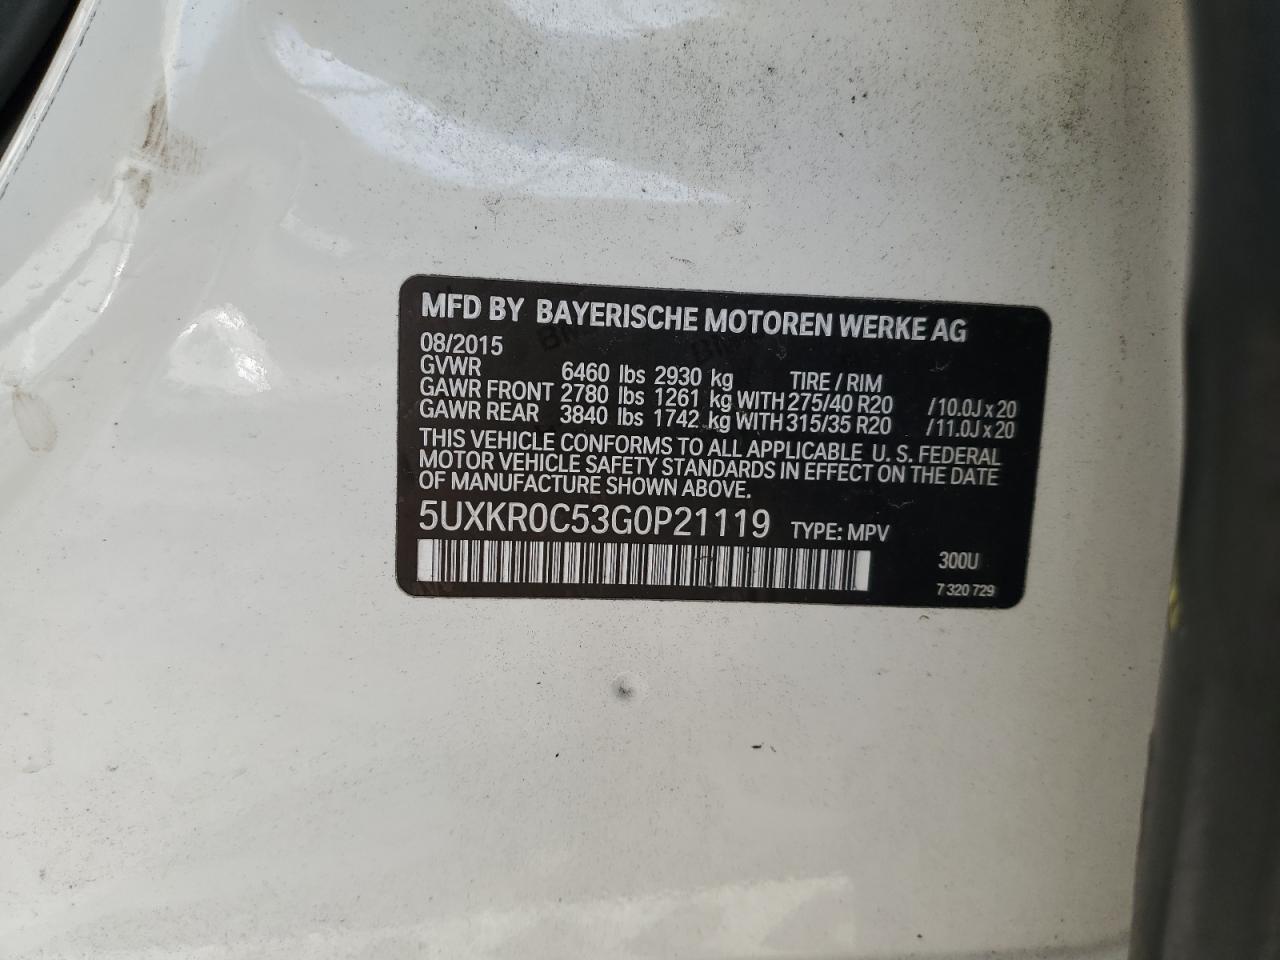 MFD BY BAYERISCHE MOTOREN WERKE AG
08/2015
GVWR 6460 lbs 2930 kg TIRE / RIM
GAWR FRONT 2780 lbs 1261 kg WITH 275/40 R20 /10.0J x 20
GAWR REAR 3840 lbs 1742 kg WITH 315/35 R20 /11.0J x 20
THIS VEHICLE CONFORMS TO ALL APPLICABLE U. S. FEDERAL
MOTOR VEHICLE SAFETY STANDARDS IN EFFECT ON THE DATE
OF MANUFACTURE SHOWN ABOVE.
5UXKR0C53G0P21119 TYPE: MPV
300U
7 320 729